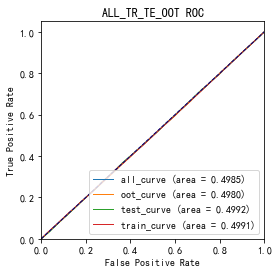 ALL_TR_TE_OOT ROC
True Positive Rate
1.0
0.8
0.6
0.4
0.2
0.0
all_curve (area = 0.4985)
oot_curve (area = 0.4980)
test_curve (area = 0.4992)
train_curve (area = 0.4991)
0.0 0.2 0.4 0.6 0.8 1.0
False Positive Rate